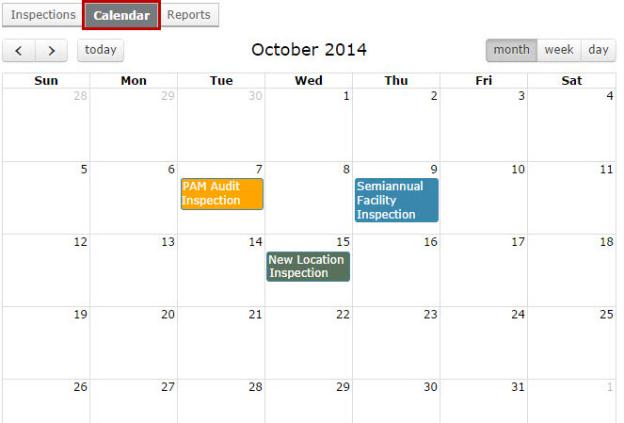 Inspections Calendar Reports
< > today October 2014 month week day
Sun Mon Tue Wed Thu Fri Sat
28 29 30 1 2 3 4
5 6 7 8 9 10 11
PAM Audit Inspection
Semiannual Facility Inspection
12 13 14 15 16 17 18
New Location Inspection
19 20 21 22 23 24 25
26 27 28 29 30 31 1